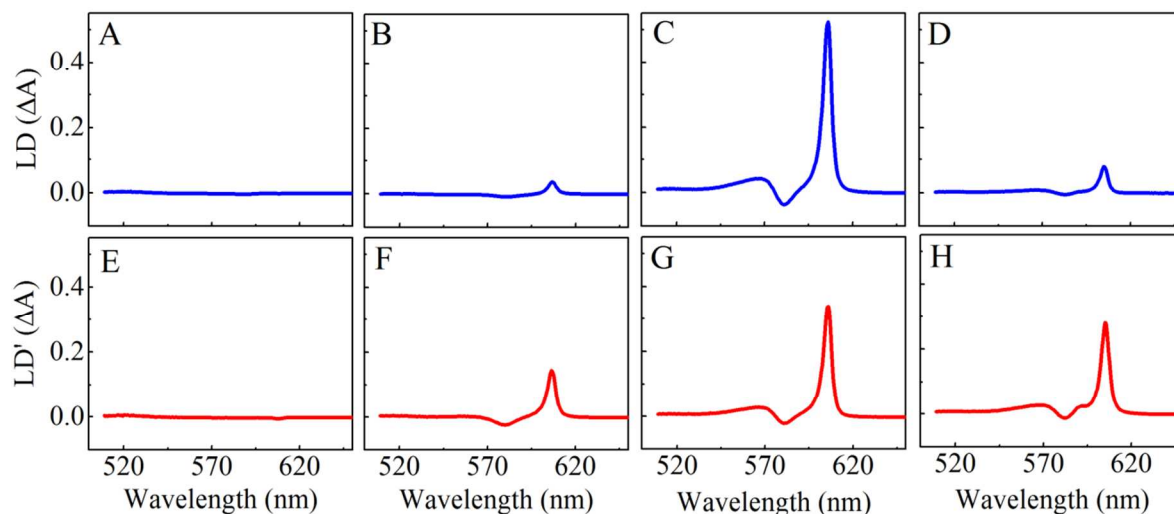 A B C D
LD (ΔA)
0.4
0.2
0.0
E F G H
LD' (ΔA)
0.4
0.2
0.0
520 570 620 520 570 620 520 570 620 520 570 620
Wavelength (nm) Wavelength (nm) Wavelength (nm) Wavelength (nm)